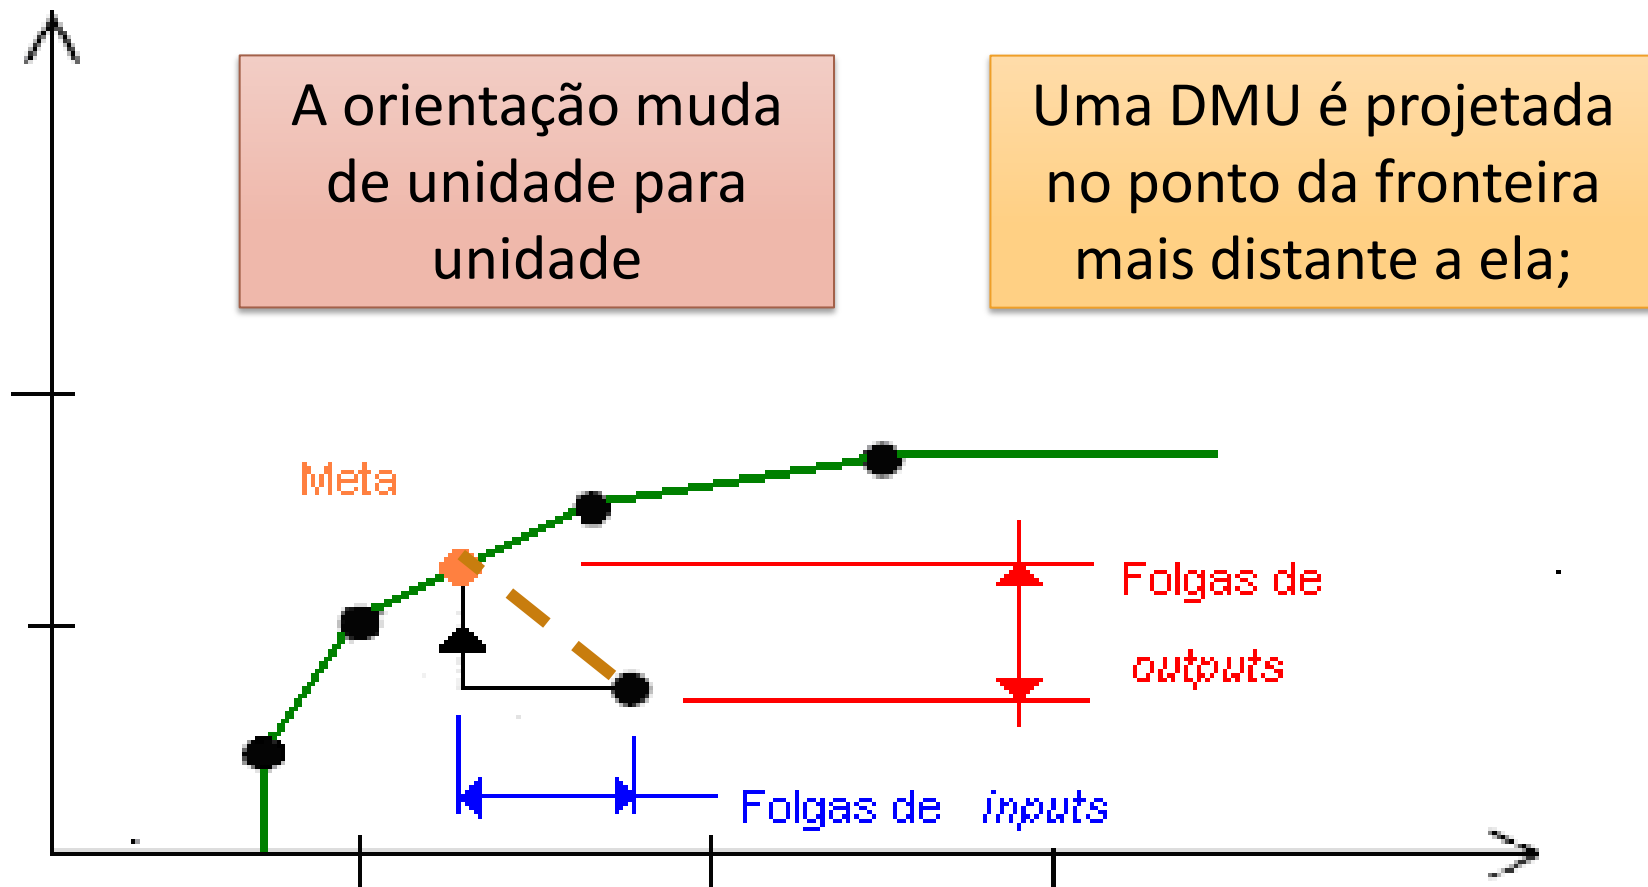 A orientação muda
de unidade para
unidade
Uma DMU é projetada
no ponto da fronteira
mais distante a ela;
Meta
Folgas de
outputs
Folgas de inputs